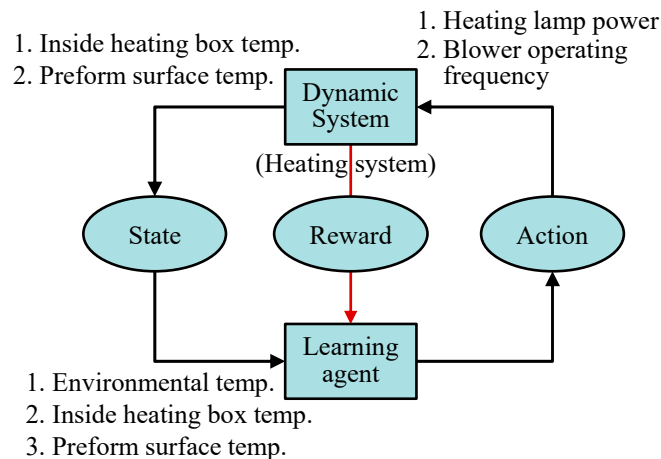 1. Inside heating box temp.
2. Preform surface temp.
1. Heating lamp power
2. Blower operating
frequency
Dynamic
System
(Heating system)
State
Reward
Action
Learning
agent
1. Environmental temp.
2. Inside heating box temp.
3. Preform surface temp.